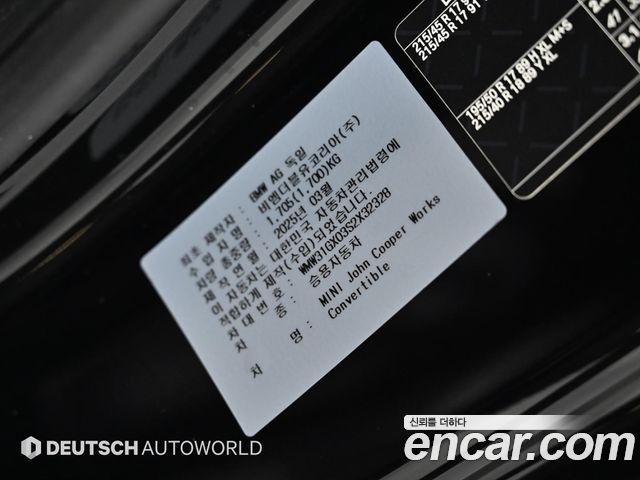 215/45 R 17 91
195/50 R 17 89 H XL M+S
215/40 R 18 89 Y XL
최초 제작자 : BMW AG 독일
수입 자명 : 비엠더블유코리아(주)
차량 총중량 : 1,705(1,700)KG
제작 연월 : 2025년 03월
이 자동차는 대한민국 자동차관리법령에
적합하게 제작(수입)되었습니다.
차대번호 : WMW31GX03S2X32328
차 종 : 승용자동차
차 명 : MINI John Cooper Works
Convertible
DEUTSCH AUTOWORLD
신뢰를 더하다
encar.com